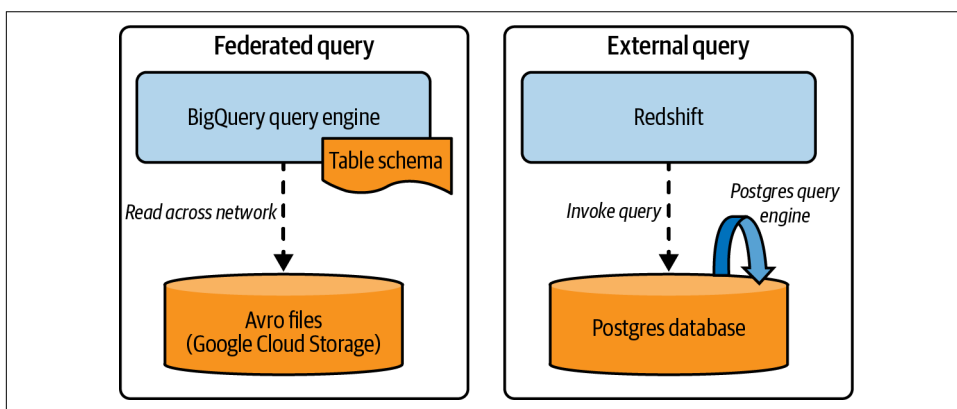 Federated query
BigQuery query engine
Table schema
Read across network
Avro files
(Google Cloud Storage)
External query
Redshift
Invoke query
Postgres query
engine
Postgres database